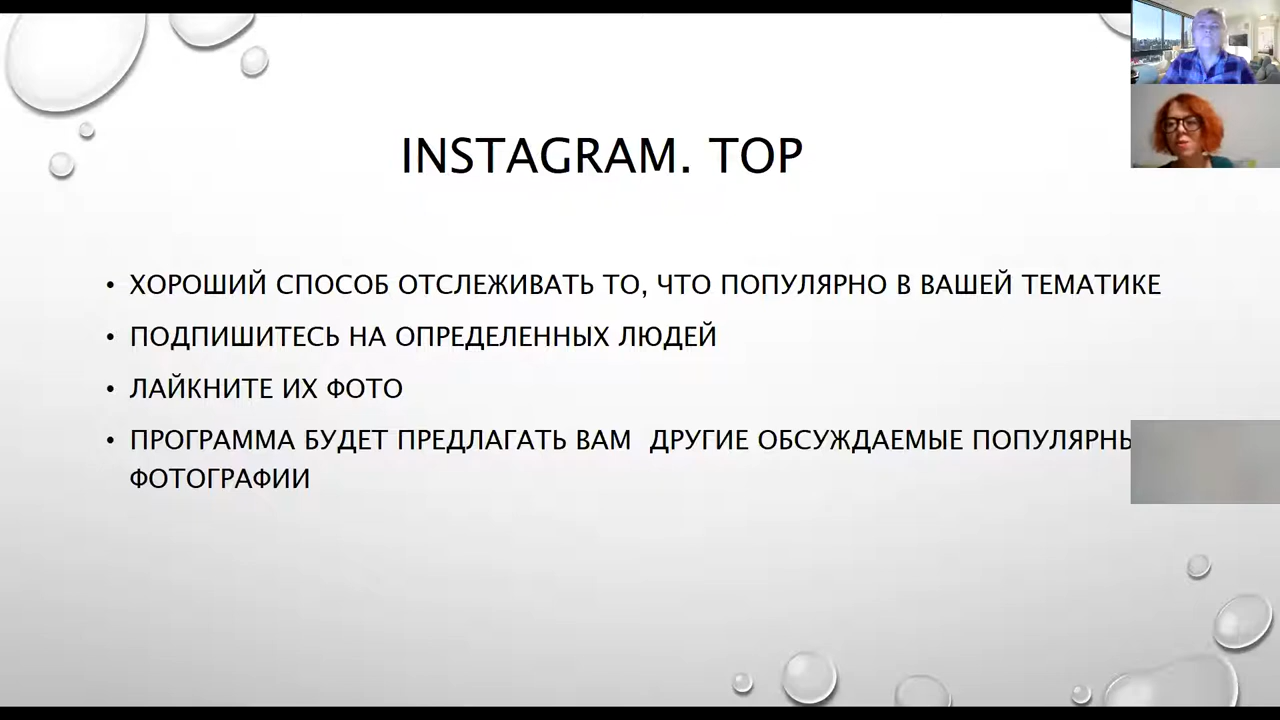 INSTAGRAM. TOP
• ХОРОШИЙ СПОСОБ ОТСЛЕЖИВАТЬ ТО, ЧТО ПОПУЛЯРНО В ВАШЕЙ ТЕМАТИКЕ
• ПОДПИШИТЕСЬ НА ОПРЕДЕЛЕННЫХ ЛЮДЕЙ
• ЛАЙКНИТЕ ИХ ФОТО
• ПРОГРАММА БУДЕТ ПРЕДЛАГАТЬ ВАМ ДРУГИЕ ОБСУЖДАЕМЫЕ
ФОТОГРАФИИ